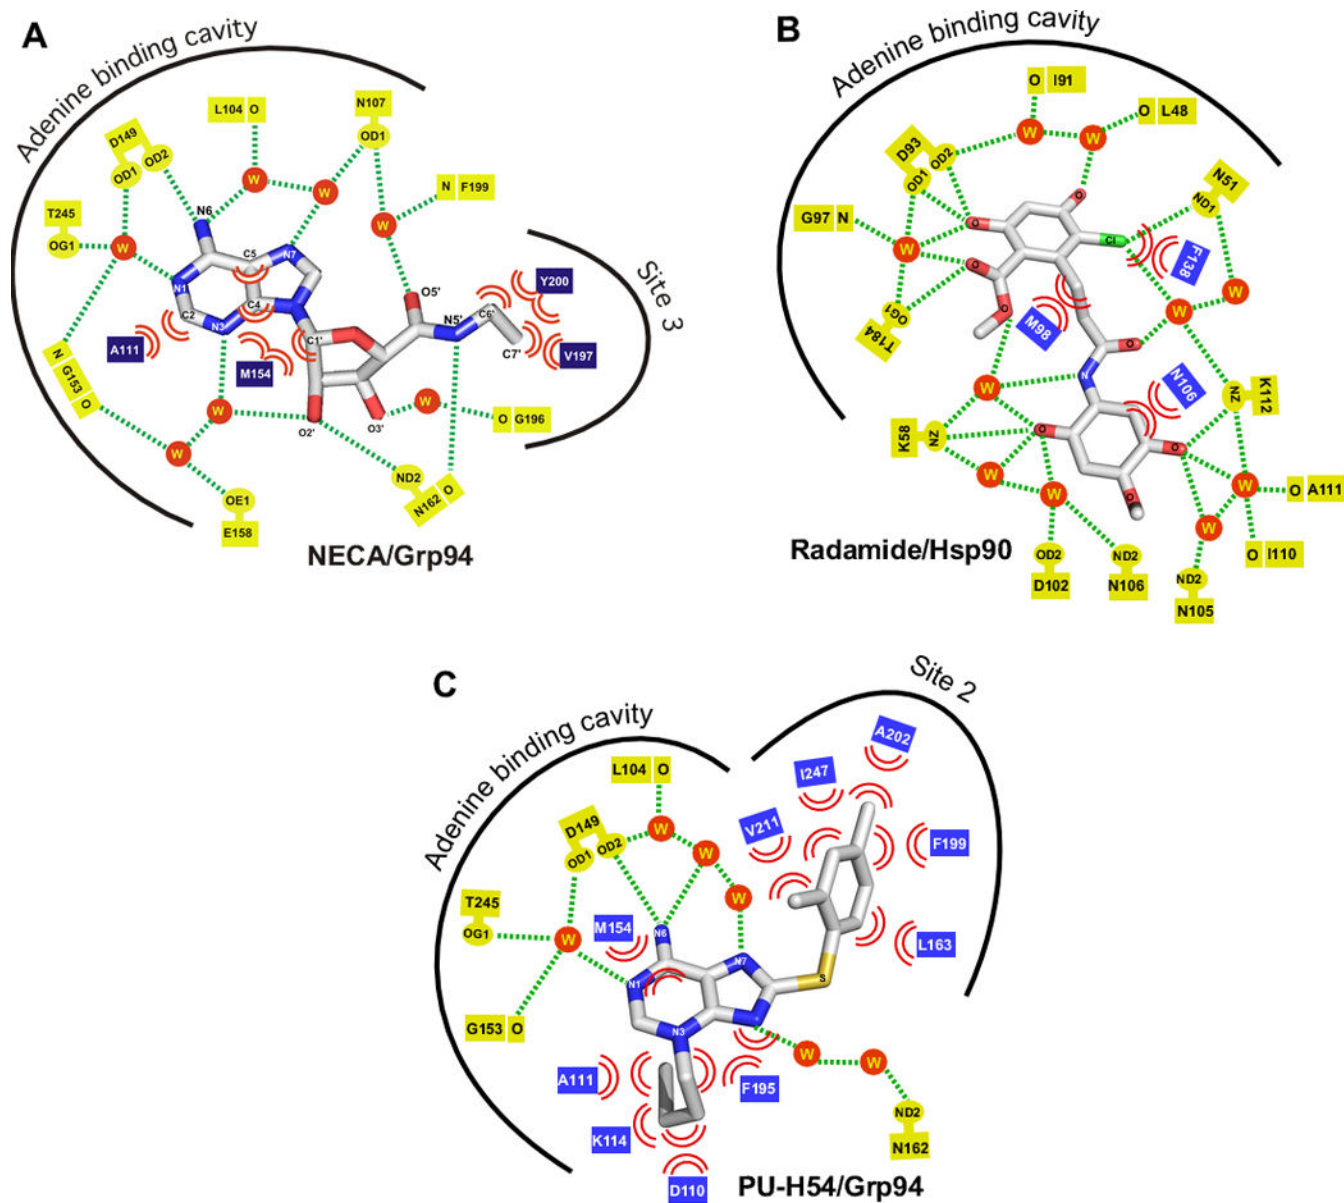 A
Adenine binding cavity
L104 O
N107
OD1
D149
OD1 OD2
W
W
N F199
T245
OG1
W
N6
W
C5
N7
N1
C2
C4
N3
O5'
N5'
C6'
C7'
Y200
V197
Site 3
A111
M154
C1'
N G153 O
W
O2'
O3'
W
O G196
W
ND2
N162 O
OE1
E158
NECA/Grp94
B
Adenine binding cavity
O I91
W
W
O L48
D93
OD1 OD2
N51
ND1
G97 N
W
O
O
O
Cl
F138
W
W
OG1
T184
O
M98
O
N
N106
W
K112
NZ
K58
NZ
O
O
W
W
W
O A111
O
W
O I110
OD2
D102
ND2
N106
ND2
N105
Radamide/Hsp90
C
Adenine binding cavity
Site 2
L104 O
A202
I247
V211
F199
L163
D149
OD1 OD2
W
W
W
T245
OG1
W
M154
N6
N1
N7
S
G153 O
N3
W
W
A111
F195
K114
D110
ND2
N162
PU-H54/Grp94